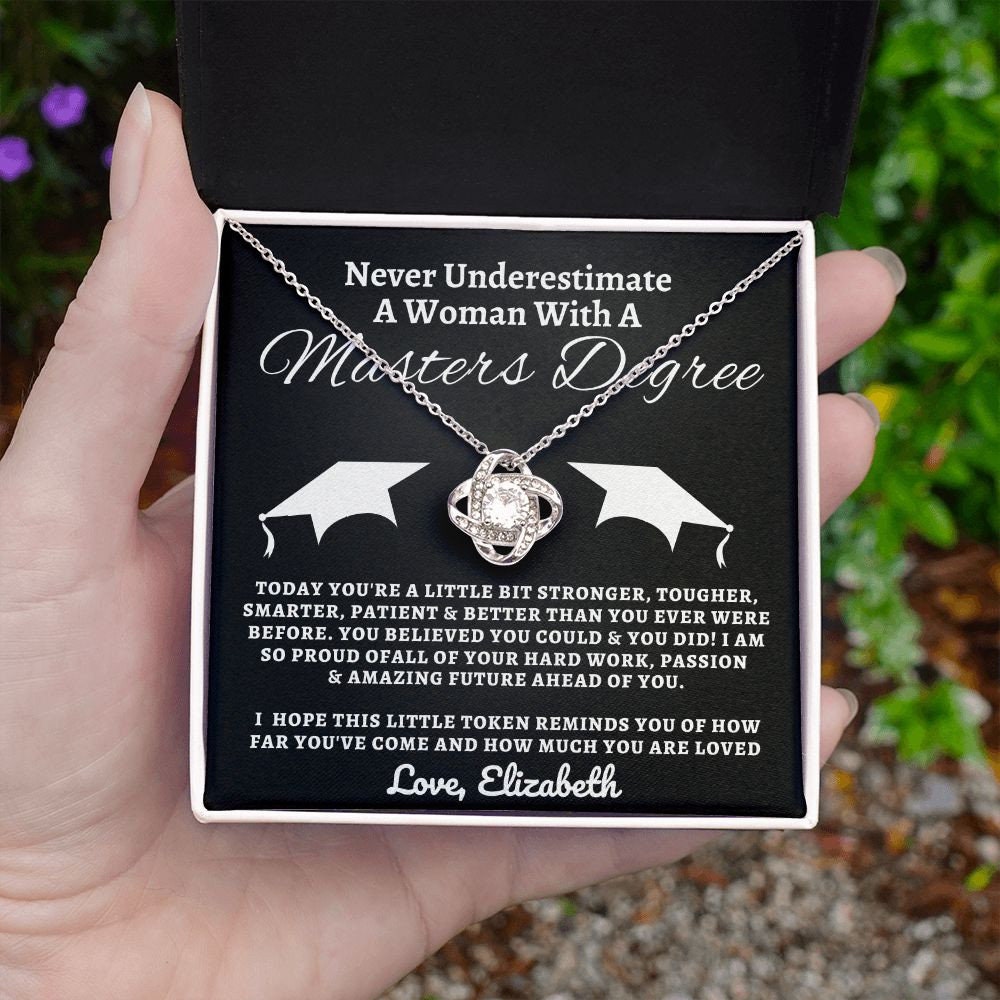 Never Underestimate
A Woman With A
Masters Degree
TODAY YOU'RE A LITTLE BIT STRONGER, TOUGHER,
SMARTER, PATIENT & BETTER THAN YOU EVER WERE
BEFORE. YOU BELIEVED YOU COULD & YOU DID! I AM
SO PROUD OFALL OF YOUR HARD WORK, PASSION
& AMAZING FUTURE AHEAD OF YOU.
I HOPE THIS LITTLE TOKEN REMINDS YOU OF HOW
FAR YOU'VE COME AND HOW MUCH YOU ARE LOVED
Love, Elizabeth